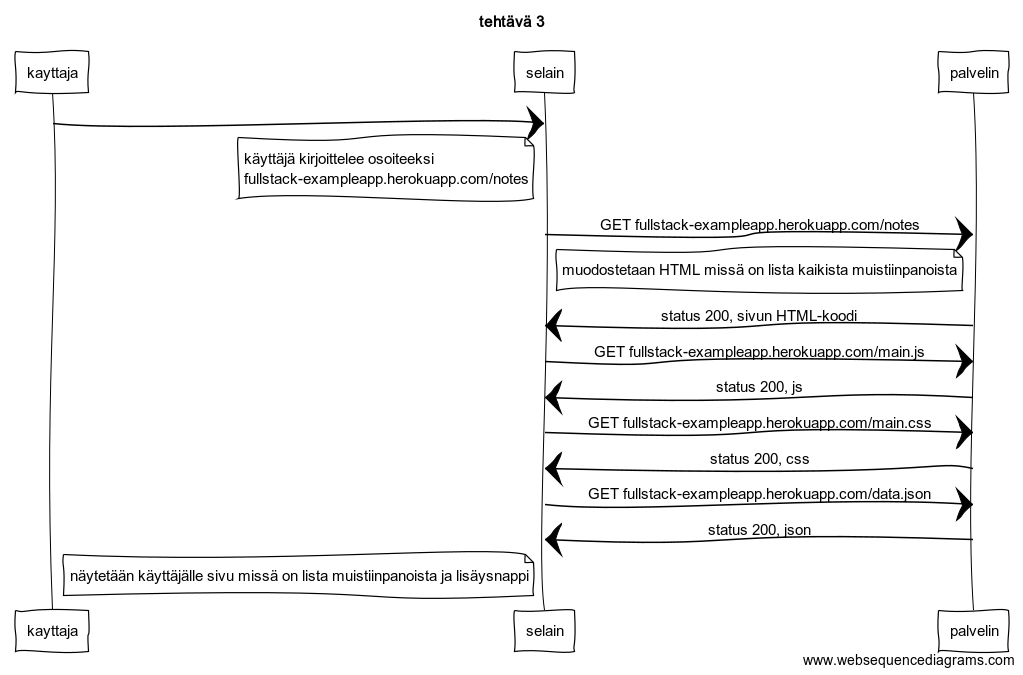 tehtävä 3
kayttaja
selain
palvelin
käyttäjä kirjoittelee osoiteeksi
fullstack-exampleapp.herokuapp.com/notes
GET fullstack-exampleapp.herokuapp.com/notes
muodostetaan HTML missä on lista kaikista muistiinpanoista
status 200, sivun HTML-koodi
GET fullstack-exampleapp.herokuapp.com/main.js
status 200, js
GET fullstack-exampleapp.herokuapp.com/main.css
status 200, css
GET fullstack-exampleapp.herokuapp.com/data.json
status 200, json
näytetään käyttäjälle sivu missä on lista muistiinpanoista ja lisäysnappi
kayttaja
selain
palvelin
www.websequencediagrams.com